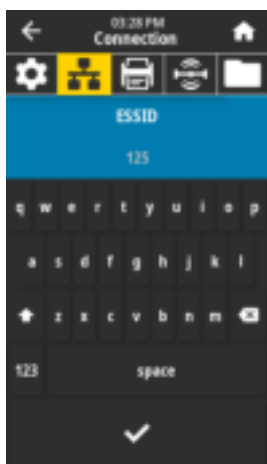 03:28 PM
Connection
ESSID
125
q w e r t y u i o p
a s d f g h j k l
z x c v b n m
123 space